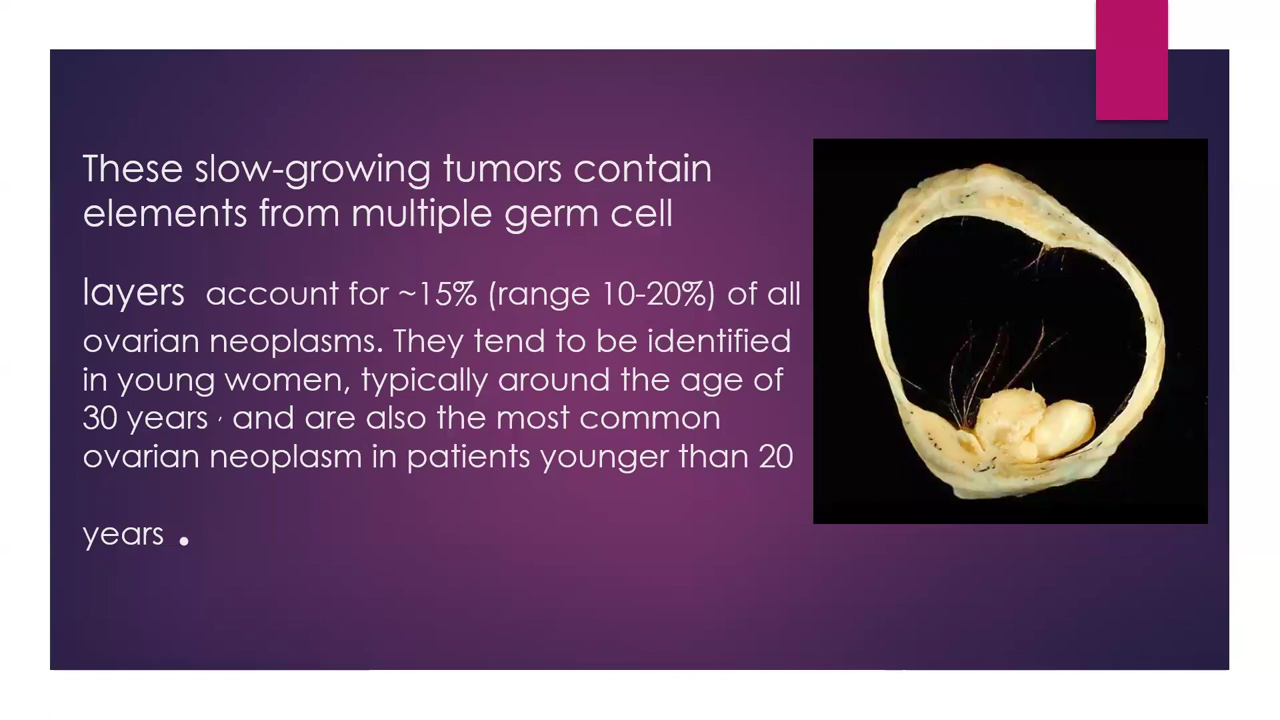 These slow-growing tumors contain
elements from multiple germ cell
layers account for ~15% (range 10-20%) of all
ovarian neoplasms. They tend to be identified
in young women, typically around the age of
30 years , and are also the most common
ovarian neoplasm in patients younger than 20
years .